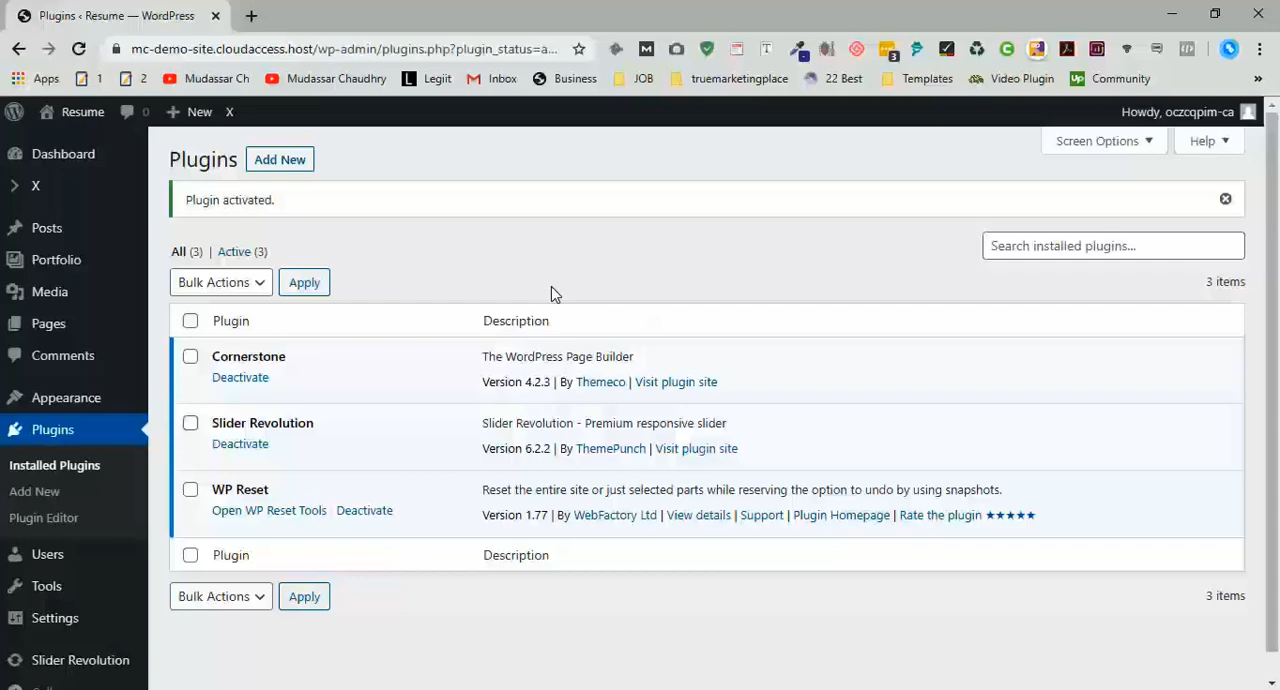 Plugins ‹ Resume — WordPress
mc-demo-site.cloudaccess.host/wp-admin/plugins.php?plugin_status=a...
3
Apps 1 2 Mudassar Ch Mudassar Chaudhry Legiit Inbox Business JOB truemarketingplace 22 Best Templates Video Plugin Community »
Resume 0 New X Howdy, oczcqpim-ca
Screen Options Help
Dashboard
X
Posts
Portfolio
Media
Pages
Comments
Appearance
Plugins
Installed Plugins
Add New
Plugin Editor
Users
Tools
Settings
Slider Revolution
Plugins Add New
Plugin activated.
All (3) | Active (3)
Search installed plugins...
Bulk Actions Apply
3 items
Plugin Description
Cornerstone The WordPress Page Builder
Deactivate Version 4.2.3 | By Themeco | Visit plugin site
Slider Revolution Slider Revolution - Premium responsive slider
Deactivate Version 6.2.2 | By ThemePunch | Visit plugin site
WP Reset Reset the entire site or just selected parts while reserving the option to undo by using snapshots.
Open WP Reset Tools | Deactivate Version 1.77 | By WebFactory Ltd | View details | Support | Plugin Homepage | Rate the plugin ★★★★★
Plugin Description
Bulk Actions Apply
3 items